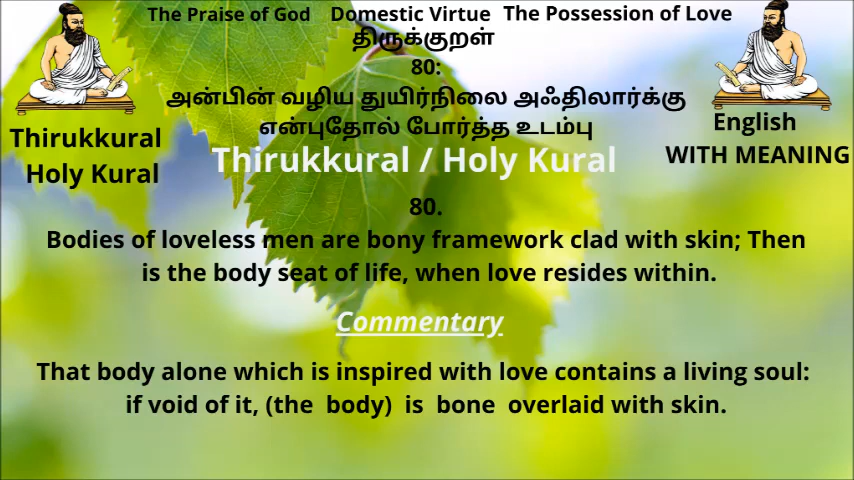 The Praise of God Domestic Virtue The Possession of Love
திருக்குறள்
80:
அன்பின் வழிய துயிர்நிலை அஃதிலார்க்கு
என்புதோல் போர்த்த உடம்பு
Thirukkural
Holy Kural
English
WITH MEANING
Thirukkural / Holy Kural
80.
Bodies of loveless men are bony framework clad with skin; Then
is the body seat of life, when love resides within.
Commentary
That body alone which is inspired with love contains a living soul:
if void of it, (the body) is bone overlaid with skin.